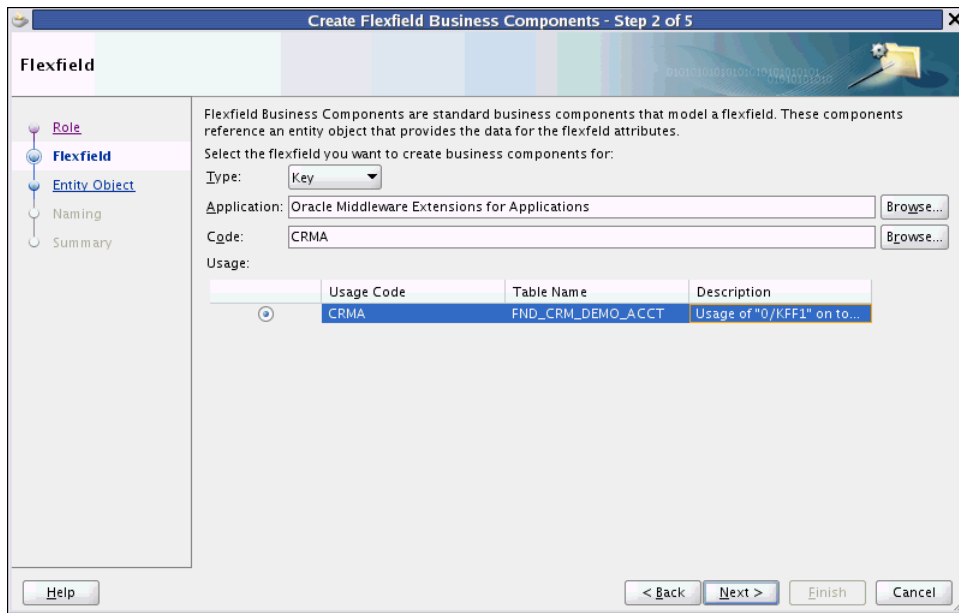 Create Flexfield Business Components - Step 2 of 5
Flexfield
Role
Flexfield
Entity Object
Naming
Summary
Flexfield Business Components are standard business components that model a flexfield. These components
reference an entity object that provides the data for the flexfeld attributes.
Select the flexfield you want to create business components for:
Type: Key
Application: Oracle Middleware Extensions for Applications Browse...
Code: CRMA Browse...
Usage:
Usage Code Table Name Description
CRMA FND_CRM_DEMO_ACCT Usage of "0/KFF1" on to...
Help < Back Next > Finish Cancel